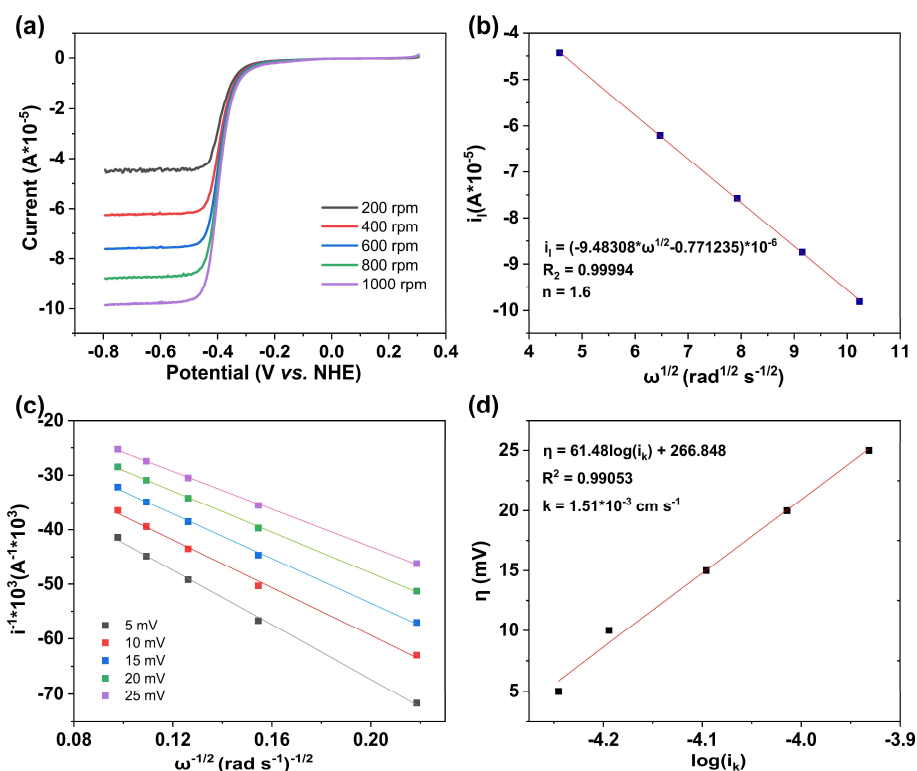 (a)
Current (A*10-5)
0
-2
-4
-6
-8
-10
200 rpm
400 rpm
600 rpm
800 rpm
1000 rpm
-0.8 -0.6 -0.4 -0.2 0.0 0.2 0.4
Potential (V vs. NHE
(b)
il(A*10-5)
-4
-5
-6
-7
-8
-9
-10
il = (-9.48308*ω1/2-0.771235)*10-6
R2 = 0.99994
n = 1.6
4 5 6 7 8 9 10 11
ω1/2 (rad1/2 s-1/2)
(c)
i-1*103(A-1*103)
-20
-30
-40
-50
-60
-70
5 mV
10 mV
15 mV
20 mV
25 mV
0.08 0.12 0.16 0.20
ω-1/2 (rad s-1)-1/2
(d)
η (mV)
25
20
15
10
5
η = 61.48log(ik) + 266.848
R2 = 0.99053
k = 1.51*10-3 cm s-1
-4.2 -4.1 -4.0 -3.9
log(ik)